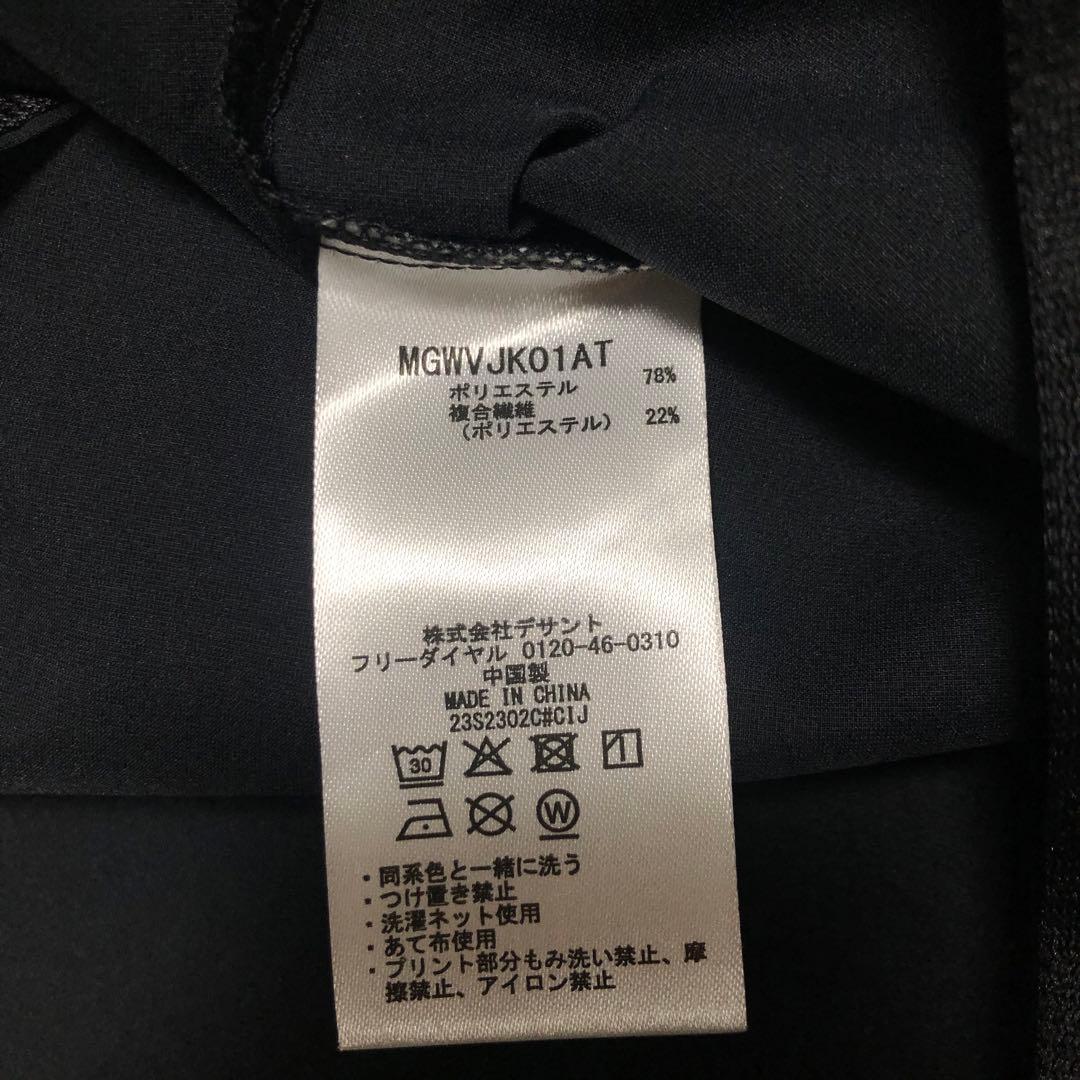 MGWVJK01AT
ポリエステル 78%
複合繊維
(ポリエステル) 22%
株式会社デサント
フリーダイヤル 0120-46-0310
中国製
MADE IN CHINA
23S2302C#CIJ
30
W
・同系色と一緒に洗う
・つけ置き禁止
・洗濯ネット使用
・あて布使用
・プリント部分もみ洗い禁止、摩
擦禁止、アイロン禁止